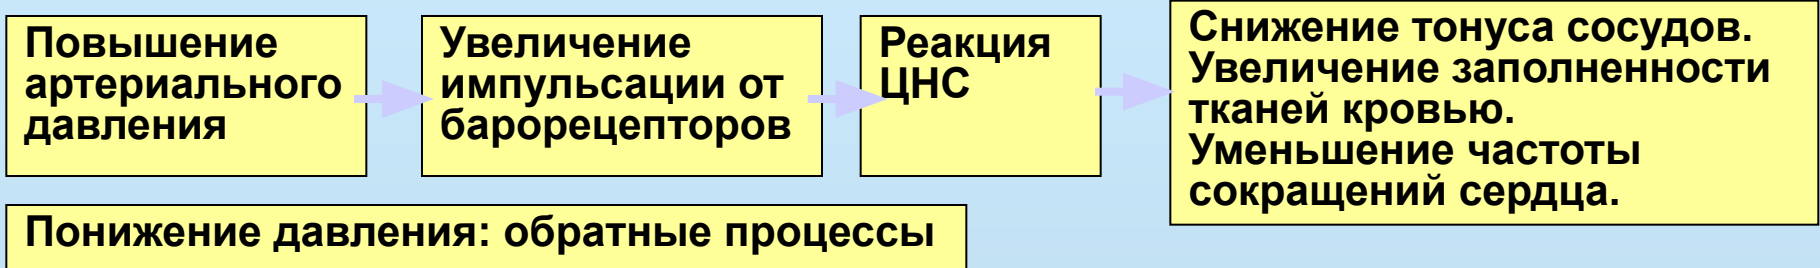 Повышение
артериального
давления
Увеличение
импульсации от
барорецепторов
Реакция
ЦНС
Снижение тонуса сосудов.
Увеличение заполненности
тканей кровью.
Уменьшение частоты
сокращений сердца.
Понижение давления: обратные процессы